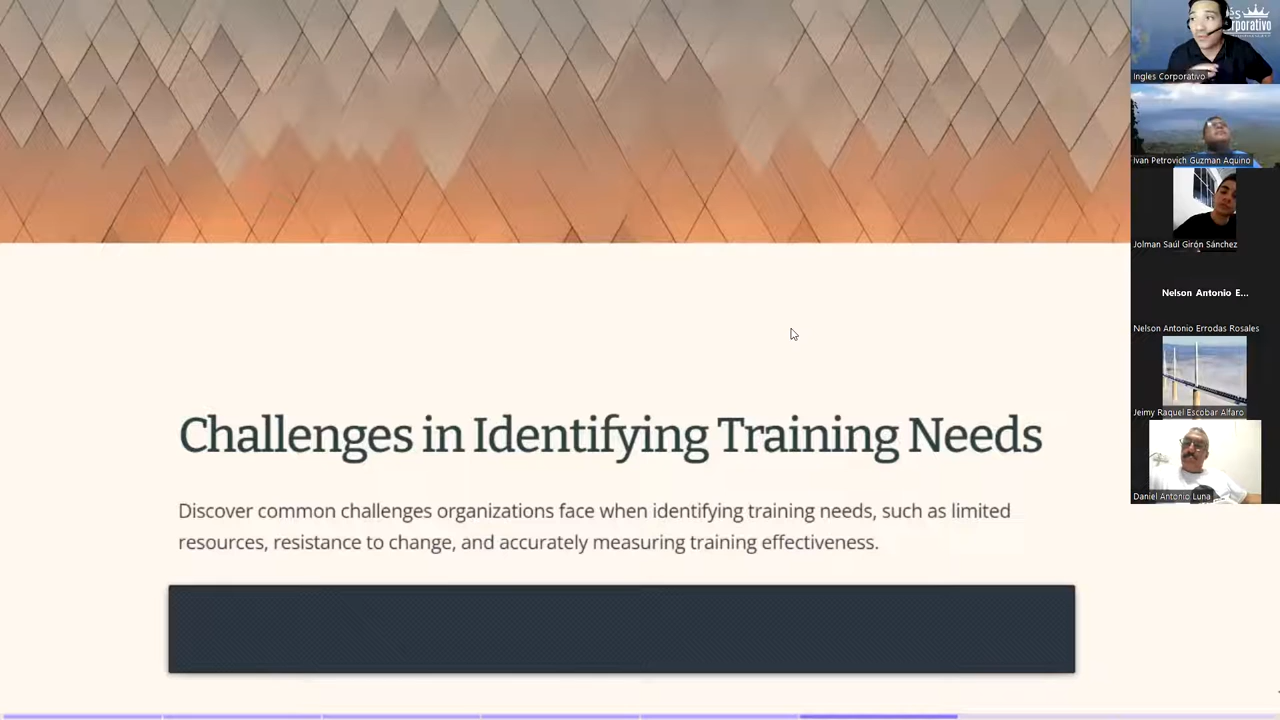 Challenges in Identifying Training Needs
Discover common challenges organizations face when identifying training needs, such as limited
resources, resistance to change, and accurately measuring training effectiveness.
Ingles Corporativo
Ivan Petrovich Guzman Aquino
Jolman Saúl Girón Sánchez
Nelson Antonio E...
Nelson Antonio Errodas Rosales
Jeimy Raquel Escobar Alfaro
Daniel Antonio Luna